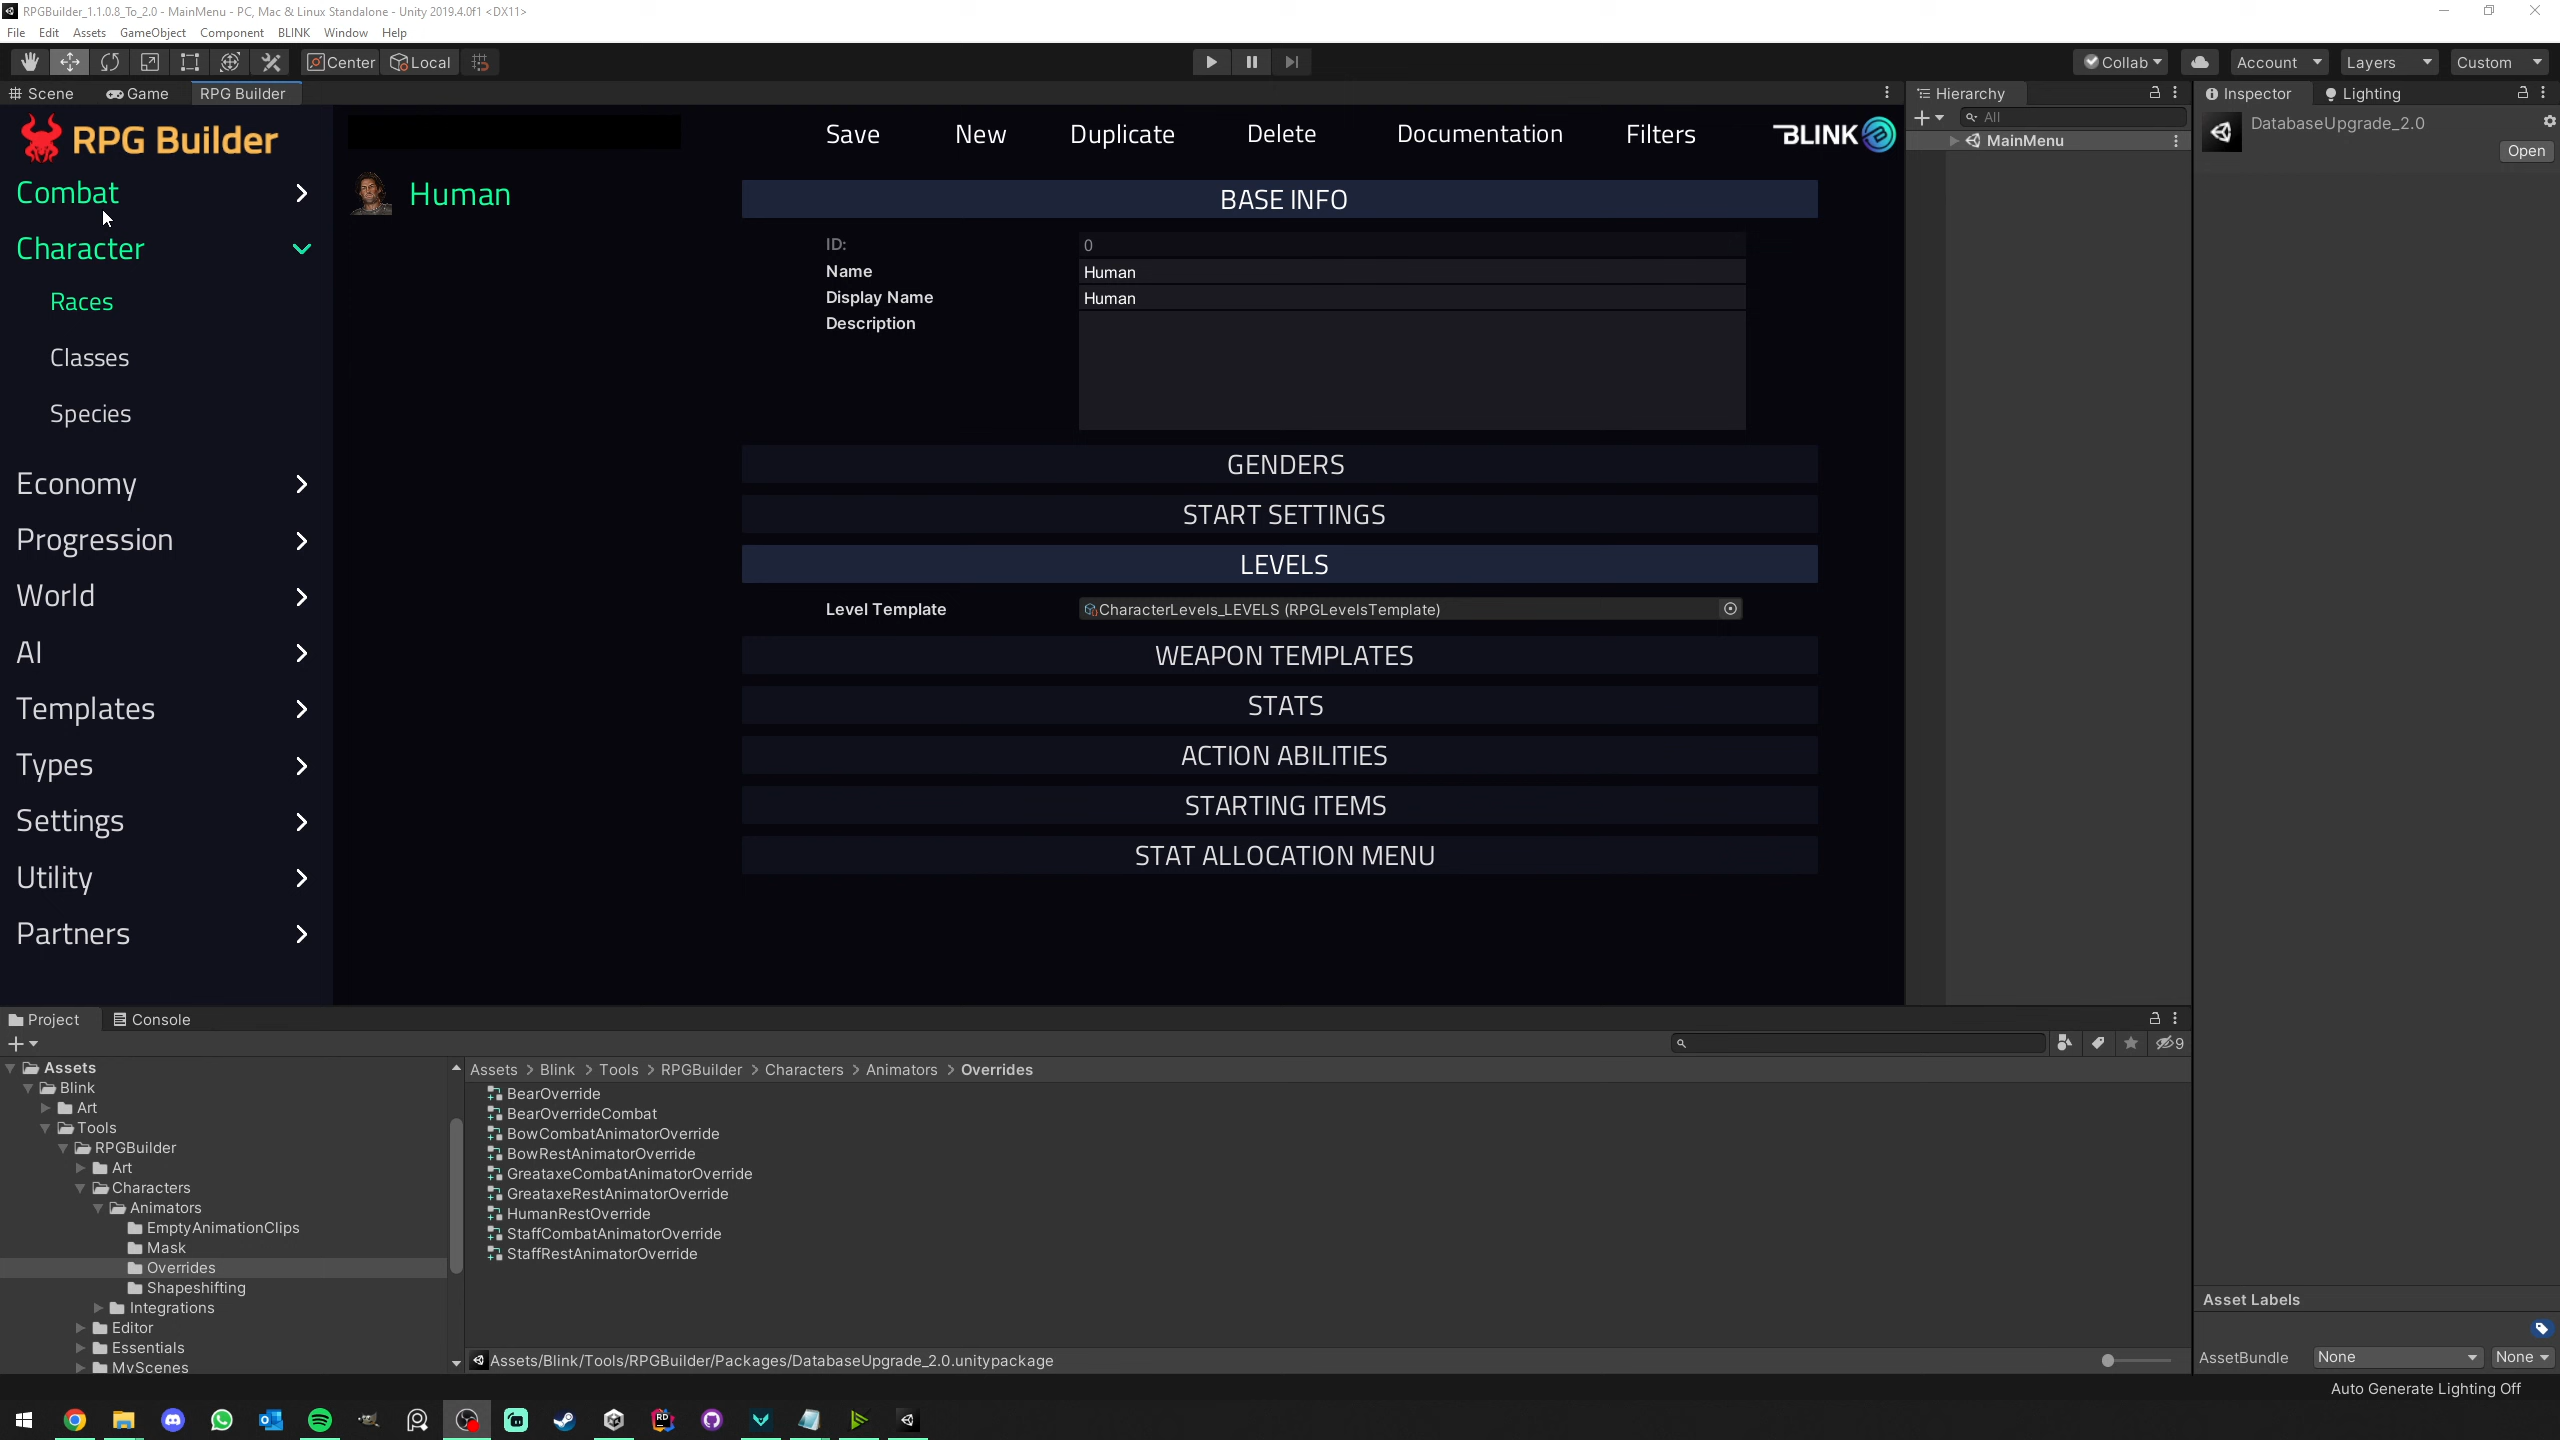 RPGBuilder_1.1.0.8_To_2.0 - MainMenu - PC, Mac & Linux Standalone - Unity 2019.4.0f1 <DX11>
File Edit Assets GameObject Component BLINK Window Help
Center Local Collab Account Layers Custom
Scene Game RPG Builder Hierarchy Inspector Lighting
All
DatabaseUpgrade_2.0
Open
MainMenu
RPG Builder
Save New Duplicate Delete Documentation Filters BLINK
Combat
Character
Races
Classes
Species
Economy
Progression
World
AI
Templates
Types
Settings
Utility
Partners
Human
BASE INFO
ID: 0
Name Human
Display Name Human
Description
GENDERS
START SETTINGS
LEVELS
Level Template CharacterLevels_LEVELS (RPGLevelsTemplate)
WEAPON TEMPLATES
STATS
ACTION ABILITIES
STARTING ITEMS
STAT ALLOCATION MENU
Project Console
9
Assets
Blink
Art
Tools
RPGBuilder
Art
Characters
Animators
EmptyAnimationClips
Mask
Overrides
Shapeshifting
Integrations
Editor
Essentials
MyScenes
Assets > Blink > Tools > RPGBuilder > Characters > Animators > Overrides
BearOverride
BearOverrideCombat
BowCombatAnimatorOverride
BowRestAnimatorOverride
GreataxeCombatAnimatorOverride
GreataxeRestAnimatorOverride
HumanRestOverride
StaffCombatAnimatorOverride
StaffRestAnimatorOverride
Assets/Blink/Tools/RPGBuilder/Packages/DatabaseUpgrade_2.0.unitypackage
Asset Labels
AssetBundle None None
Auto Generate Lighting Off